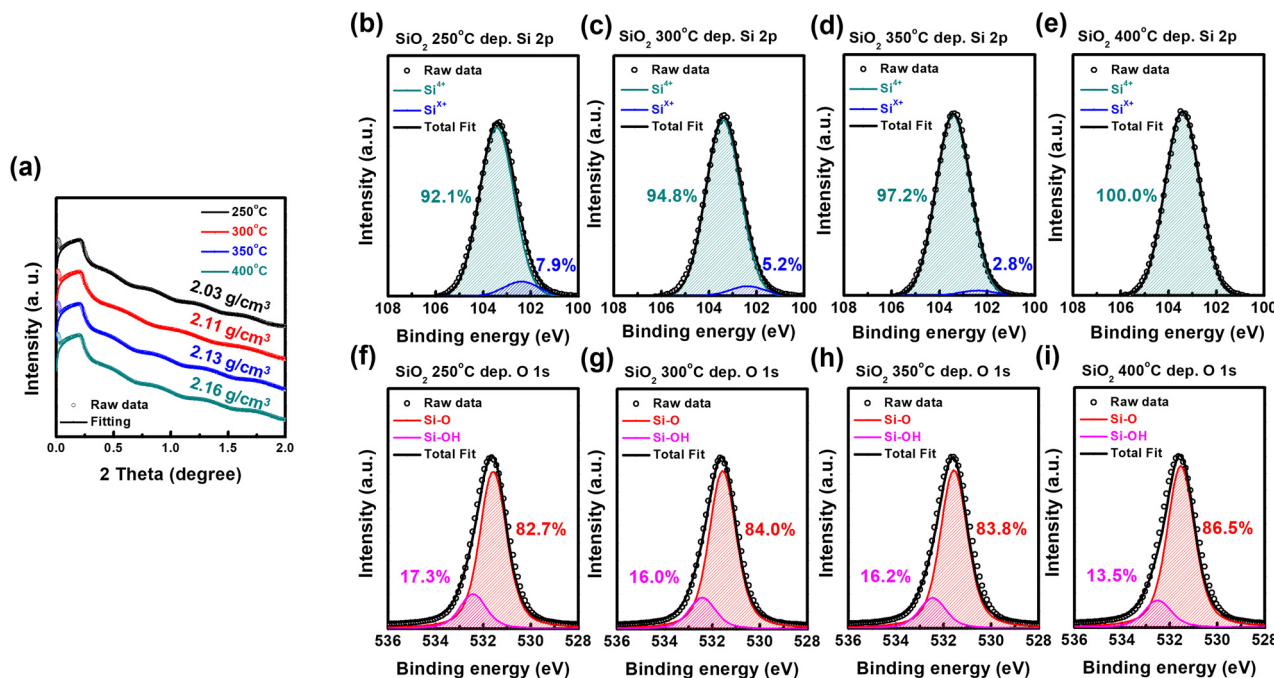 (a)
250°C
300°C
350°C
400°C
2.03 g/cm³
2.11 g/cm³
2.13 g/cm³
2.16 g/cm³
Raw data
Fitting
Intensity (a. u.)
0.0 0.5 1.0 1.5 2.0
2 Theta (degree)
(b)
SiO₂ 250°C dep. Si 2p
Raw data
Si⁴⁺
Siˣ⁺
Total Fit
92.1%
7.9%
Intensity (a.u.)
108 106 104 102 100
Binding energy (eV)
(c)
SiO₂ 300°C dep. Si 2p
Raw data
Si⁴⁺
Siˣ⁺
Total Fit
94.8%
5.2%
Intensity (a.u.)
108 106 104 102 100
Binding energy (eV)
(d)
SiO₂ 350°C dep. Si 2p
Raw data
Si⁴⁺
Siˣ⁺
Total Fit
97.2%
2.8%
Intensity (a.u.)
108 106 104 102 100
Binding energy (eV)
(e)
SiO₂ 400°C dep. Si 2p
Raw data
Si⁴⁺
Siˣ⁺
Total Fit
100.0%
Intensity (a.u.)
108 106 104 102 100
Binding energy (eV)
(f)
SiO₂ 250°C dep. O 1s
Raw data
Si-O
Si-OH
Total Fit
82.7%
17.3%
Intensity (a.u.)
536 534 532 530 528
Binding energy (eV)
(g)
SiO₂ 300°C dep. O 1s
Raw data
Si-O
Si-OH
Total Fit
84.0%
16.0%
Intensity (a.u.)
536 534 532 530 528
Binding energy (eV)
(h)
SiO₂ 350°C dep. O 1s
Raw data
Si-O
Si-OH
Total Fit
83.8%
16.2%
Intensity (a.u.)
536 534 532 530 528
Binding energy (eV)
(i)
SiO₂ 400°C dep. O 1s
Raw data
Si-O
Si-OH
Total Fit
86.5%
13.5%
Intensity (a.u.)
536 534 532 530 528
Binding energy (eV)